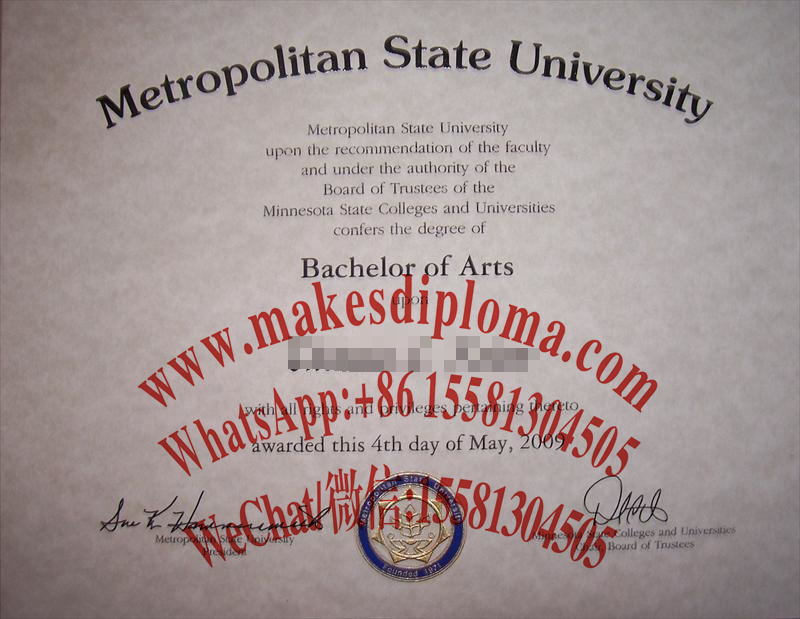 Metropolitan State University
Metropolitan State University
upon the recommendation of the faculty
and under the authority of the
Board of Trustees of the
Minnesota State Colleges and Universities
confers the degree of
Bachelor of Arts
upon
www.makesdiploma.com
WhatsApp:+86 15581304505
with all rights and privileges pertaining thereto
awarded this 4th day of May, 2009
WeChat/微信:15581304505
Metropolitan State University
Founded 1971
Metropolitan State University
President
Minnesota State Colleges and Universities
Chair, Board of Trustees